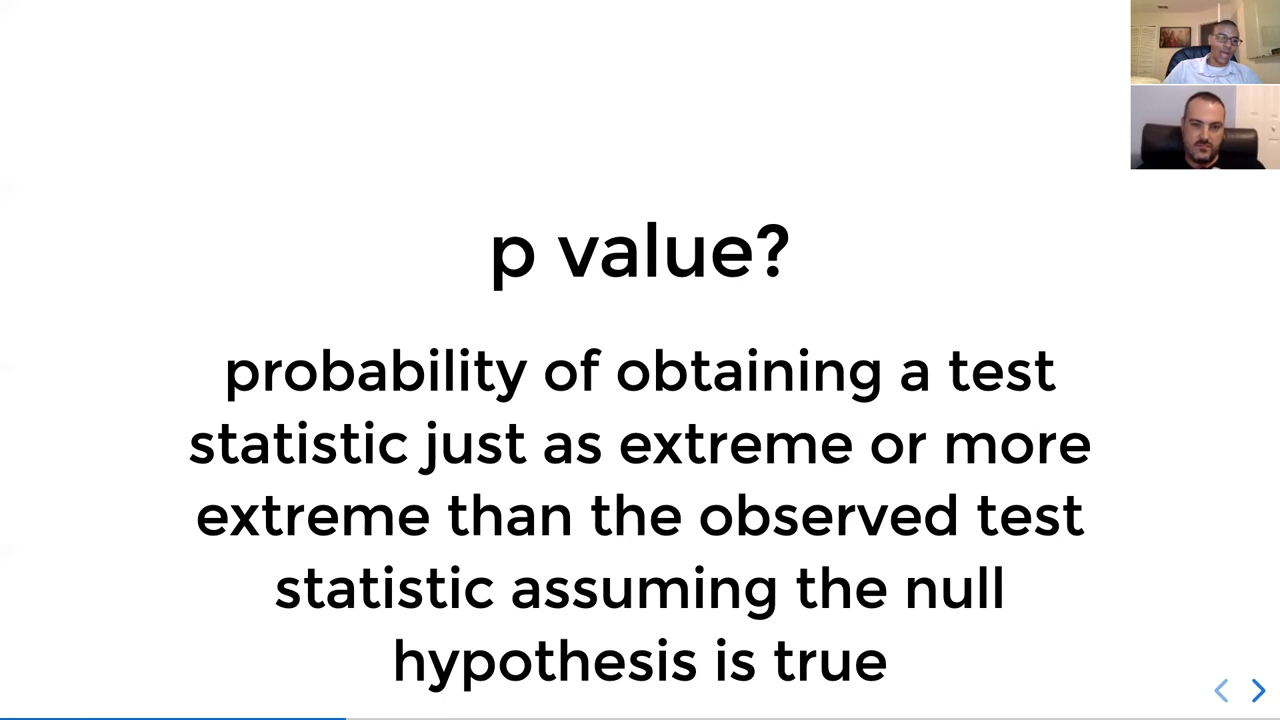 p value?
probability of obtaining a test
statistic just as extreme or more
extreme than the observed test
statistic assuming the null
hypothesis is true